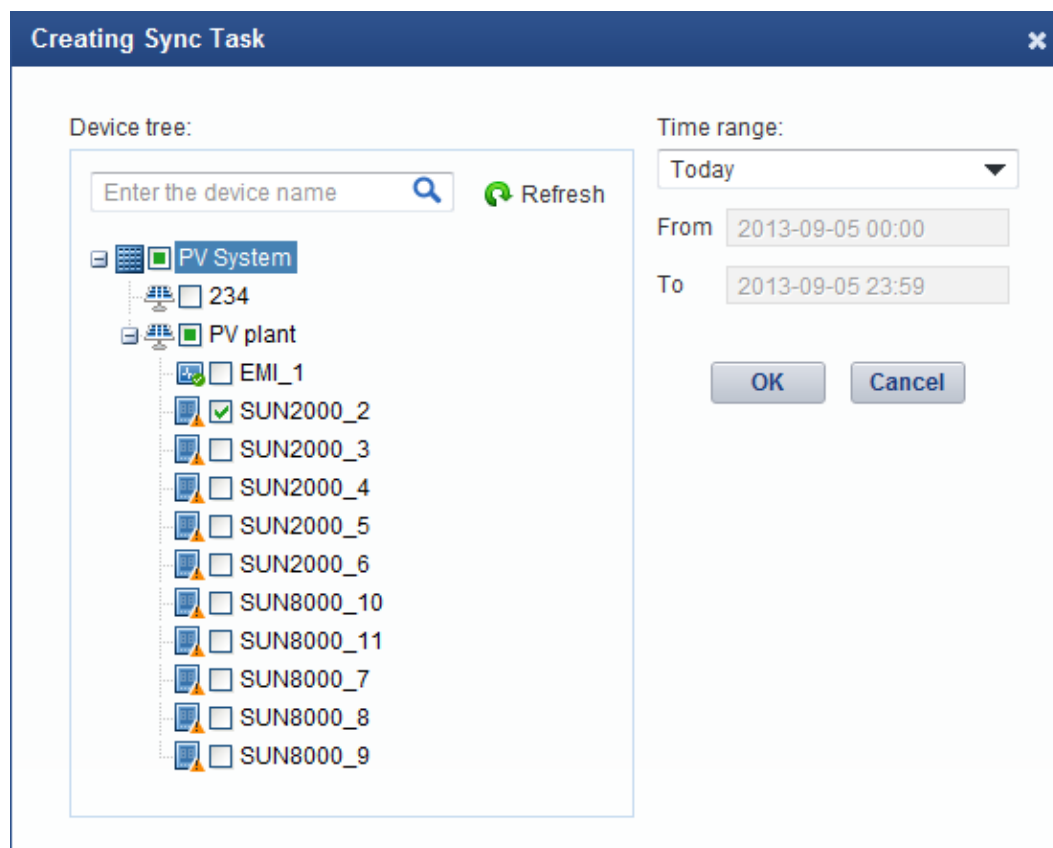 Creating Sync Task
Device tree:
Enter the device name
Refresh
PV System
234
PV plant
EMI_1
SUN2000_2
SUN2000_3
SUN2000_4
SUN2000_5
SUN2000_6
SUN8000_10
SUN8000_11
SUN8000_7
SUN8000_8
SUN8000_9
Time range:
Today
From 2013-09-05 00:00
To 2013-09-05 23:59
OK Cancel